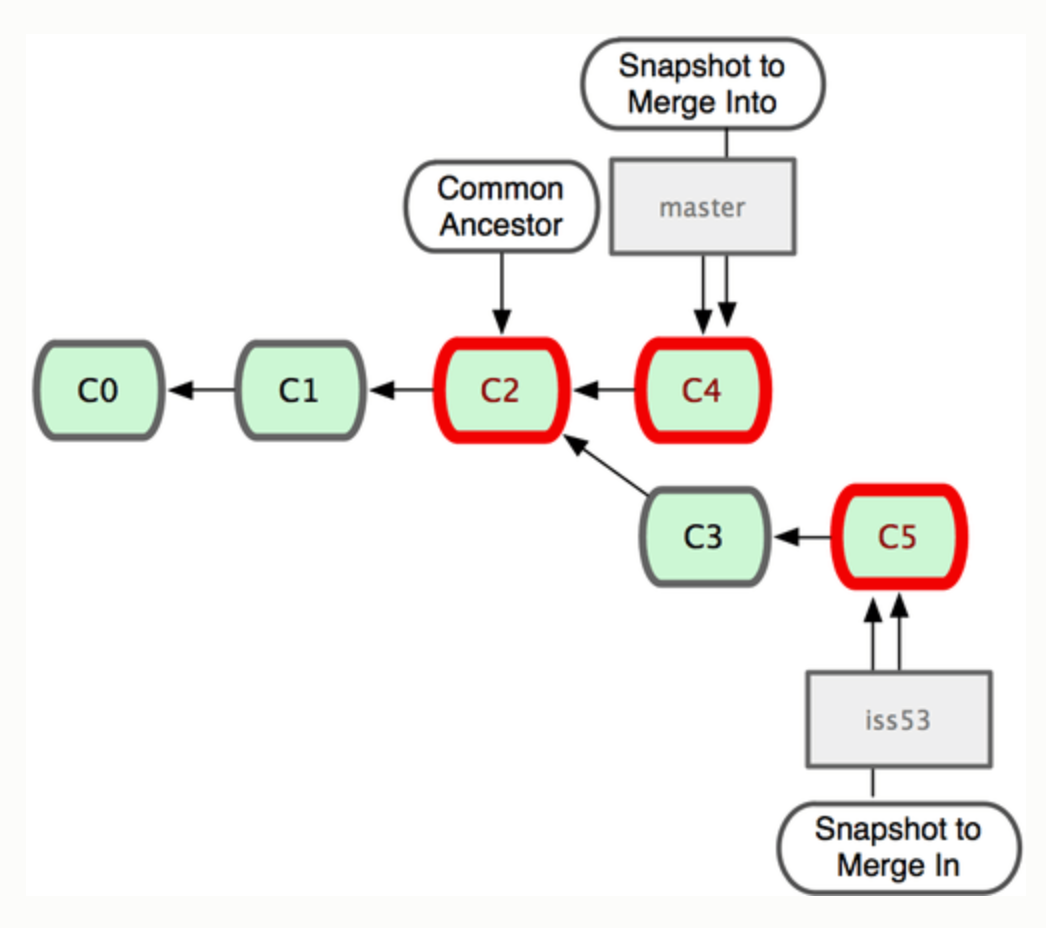 Snapshot to
Merge Into
Common
Ancestor
master
C0
C1
C2
C4
C3
C5
iss53
Snapshot to
Merge In